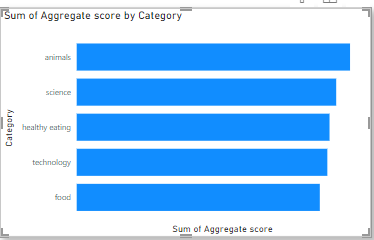 Sum of Aggregate score by Category
Category
animals
science
healthy eating
technology
food
Sum of Aggregate score